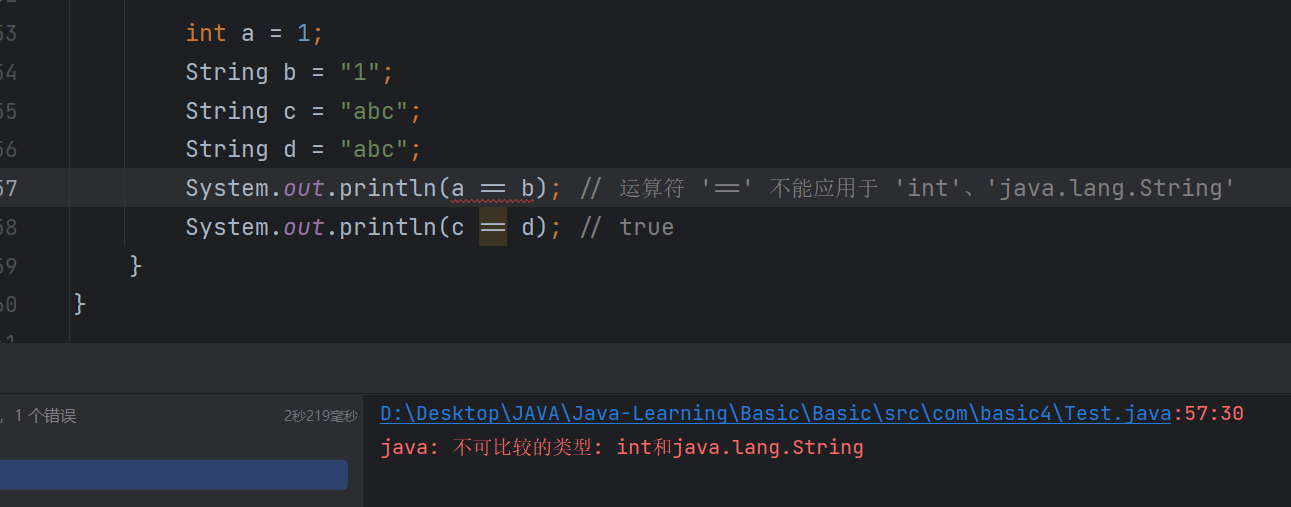 53 int a = 1;
54 String b = "1";
55 String c = "abc";
56 String d = "abc";
57 System.out.println(a == b); // 运算符 '==' 不能应用于 'int'、'java.lang.String'
58 System.out.println(c == d); // true
59 }
60 }
，1 个错误 2秒219毫秒
D:\Desktop\JAVA\Java-Learning\Basic\Basic\src\com\basic4\Test.java:57:30
java: 不可比较的类型: int和java.lang.String